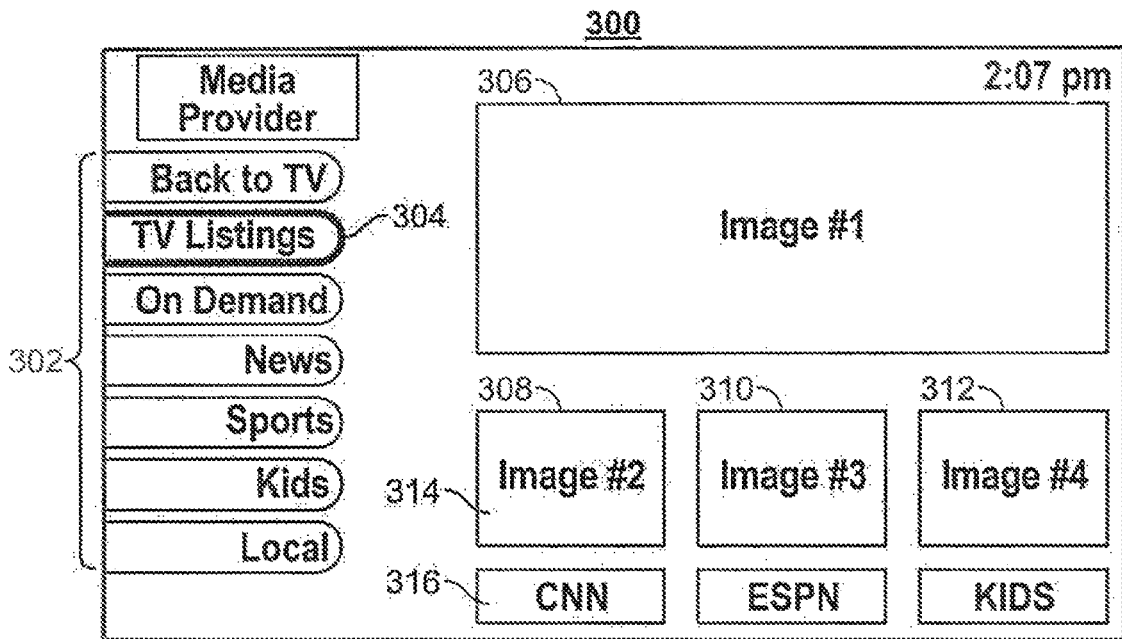 300
Media
Provider
2:07 pm
306
Image #1
Back to TV
TV Listings
304
On Demand
News
Sports
Kids
Local
302
308
310
312
Image #2
Image #3
Image #4
314
316
CNN
ESPN
KIDS